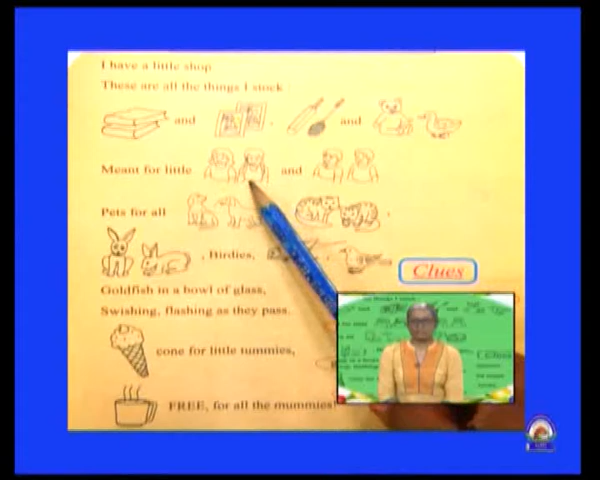 I have a little shop
These are all the things I stock
and and
Meant for little and
Pets for all
, Birdies,
Clues
Goldfish in a bowl of glass,
Swishing, flashing as they pass.
cone for little tummies,
FREE, for all the mummies!